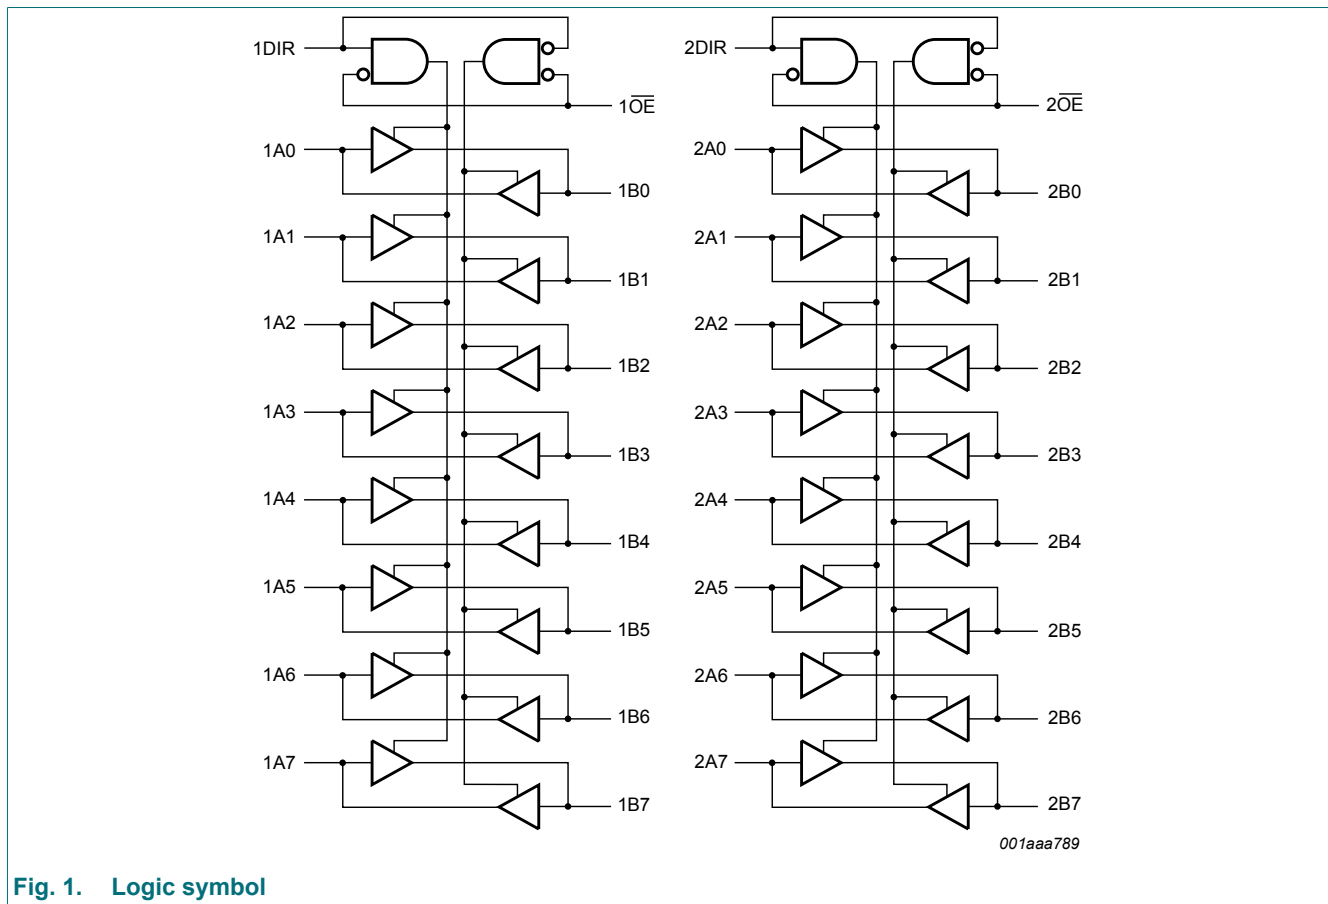 1DIR
1O̅E̅
1A0
1B0
1A1
1B1
1A2
1B2
1A3
1B3
1A4
1B4
1A5
1B5
1A6
1B6
1A7
1B7
2DIR
2O̅E̅
2A0
2B0
2A1
2B1
2A2
2B2
2A3
2B3
2A4
2B4
2A5
2B5
2A6
2B6
2A7
2B7
001aaa789
Fig. 1. Logic symbol